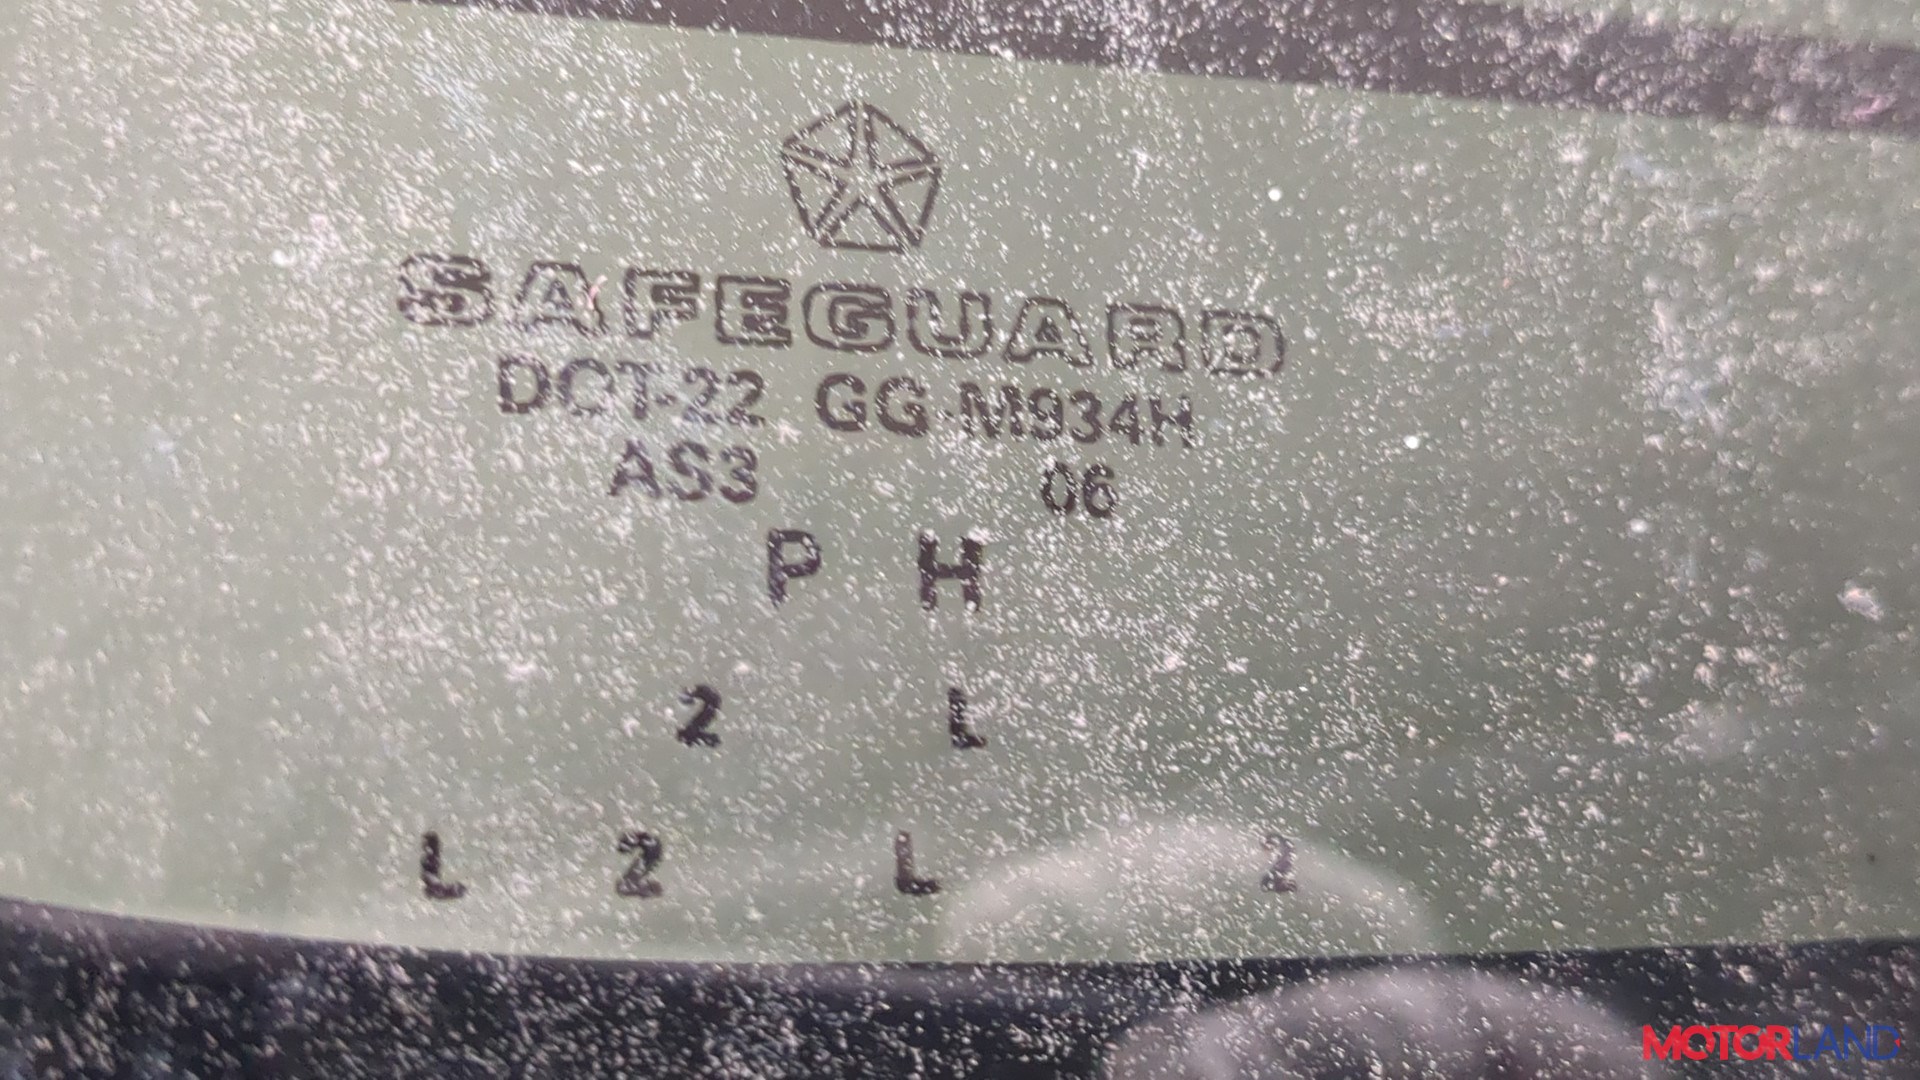 SAFEGUARD
DOT-22 GG-M934H
AS3 06
P H
2 L
L 2 L 2
MOTORLAND